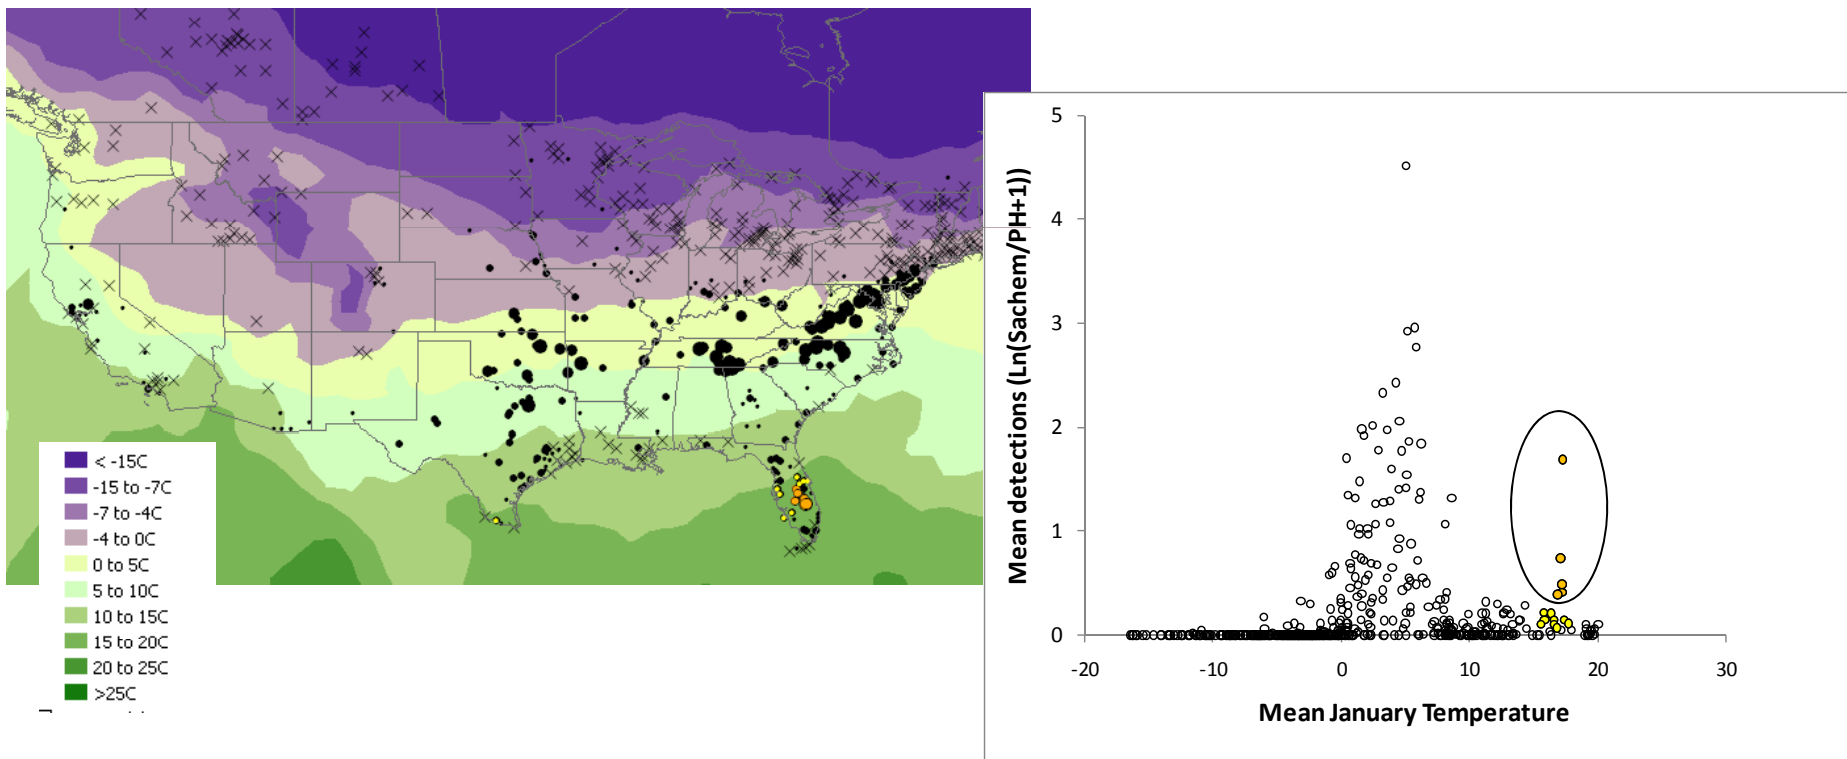 < -15C
-15 to -7C
-7 to -4C
-4 to 0C
0 to 5C
5 to 10C
10 to 15C
15 to 20C
20 to 25C
>25C
Mean detections (Ln(Sachem/PH+1))
5
4
3
2
1
0
-20
-10
0
10
20
30
Mean January Temperature